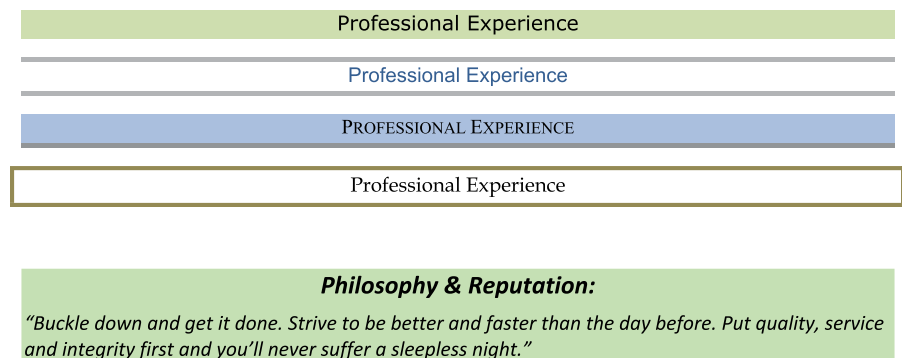 Professional Experience
Professional Experience
PROFESSIONAL EXPERIENCE
Professional Experience
Philosophy & Reputation:
“Buckle down and get it done. Strive to be better and faster than the day before. Put quality, service
and integrity first and you’ll never suffer a sleepless night.”